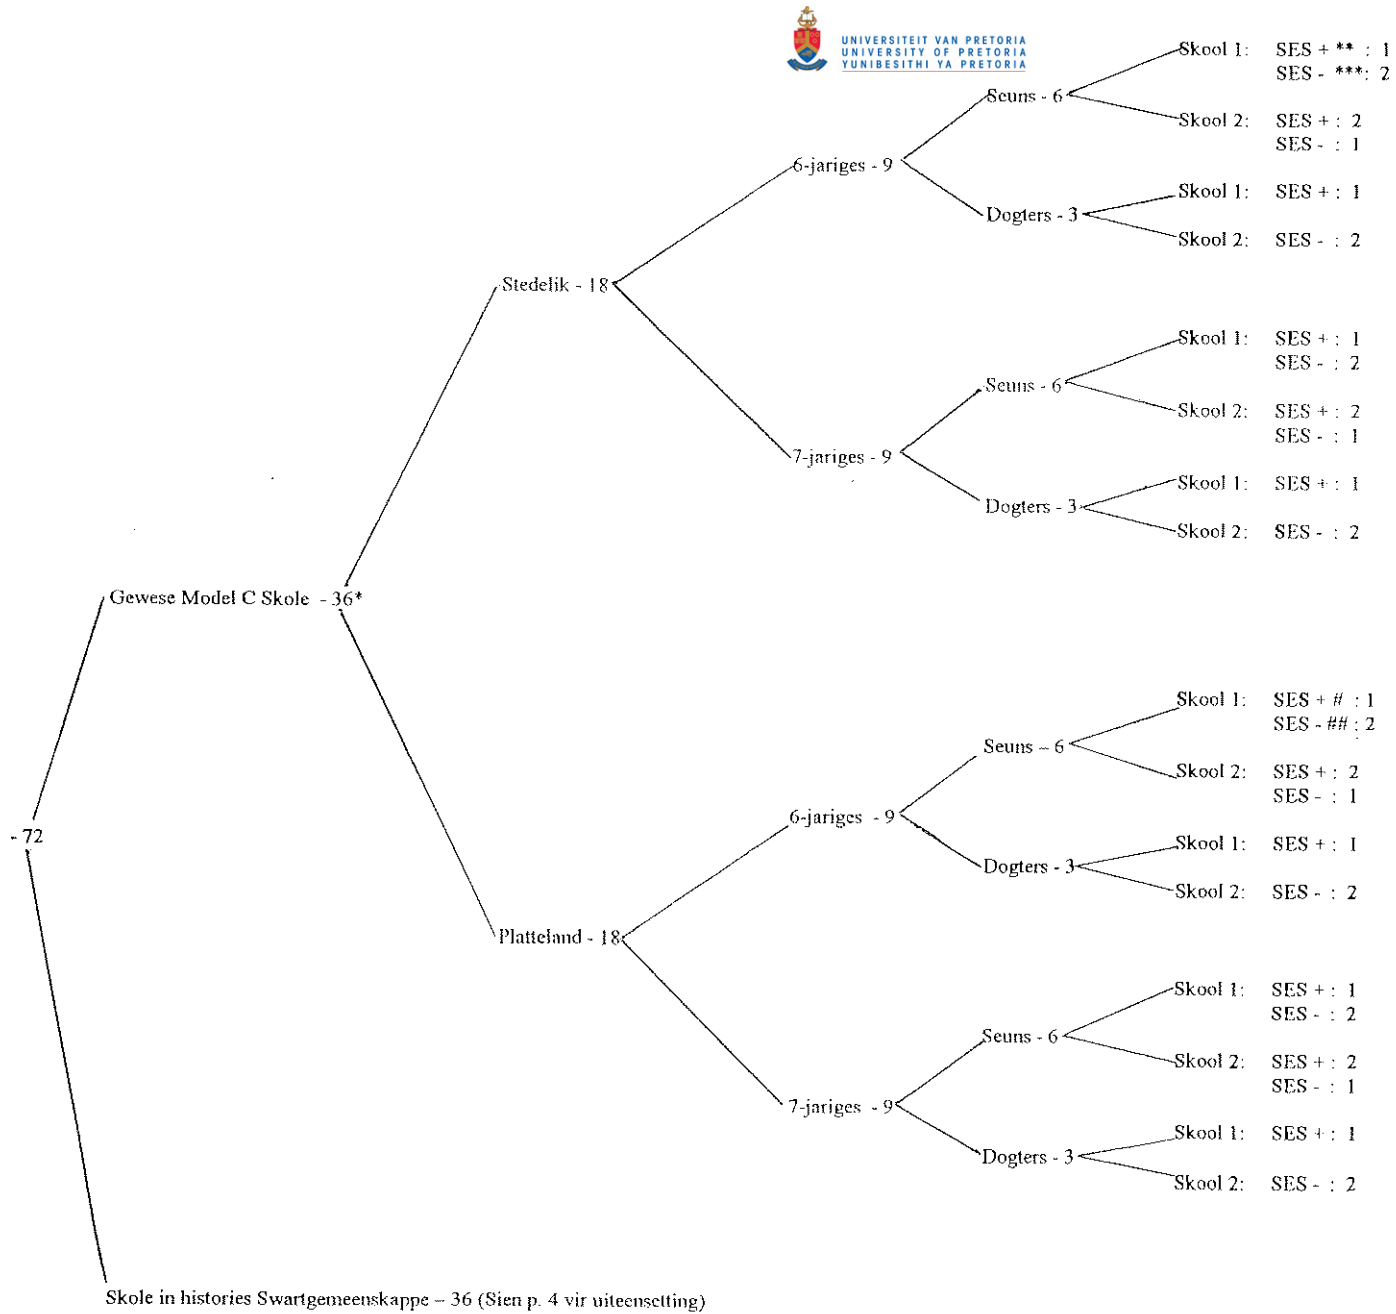 UNIVERSITEIT VAN PRETORIA
UNIVERSITY OF PRETORIA
YUNIBESITHI YA PRETORIA
Skool 1: SES + ** : 1
SES - ***: 2
Seuns - 6
Skool 2: SES + : 2
SES - : 1
6-jariges - 9
Skool 1: SES + : 1
Dogters - 3
Skool 2: SES - : 2
Stedelik - 18
Skool 1: SES + : 1
SES - : 2
Seuns - 6
Skool 2: SES + : 2
SES - : 1
7-jariges - 9
Skool 1: SES + : 1
Dogters - 3
Skool 2: SES - : 2
Gewese Model C Skole - 36*
Skool 1: SES + # : 1
SES - ## : 2
Seuns – 6
Skool 2: SES + : 2
SES - : 1
6-jariges - 9
- 72
Skool 1: SES + : 1
Dogters - 3
Skool 2: SES - : 2
Platteland - 18
Skool 1: SES + : 1
SES - : 2
Seuns - 6
Skool 2: SES + : 2
SES - : 1
7-jariges - 9
Skool 1: SES + : 1
Dogters - 3
Skool 2: SES - : 2
Skole in histories Swartgemeenskappe – 36 (Sien p. 4 vir uiteensetting)